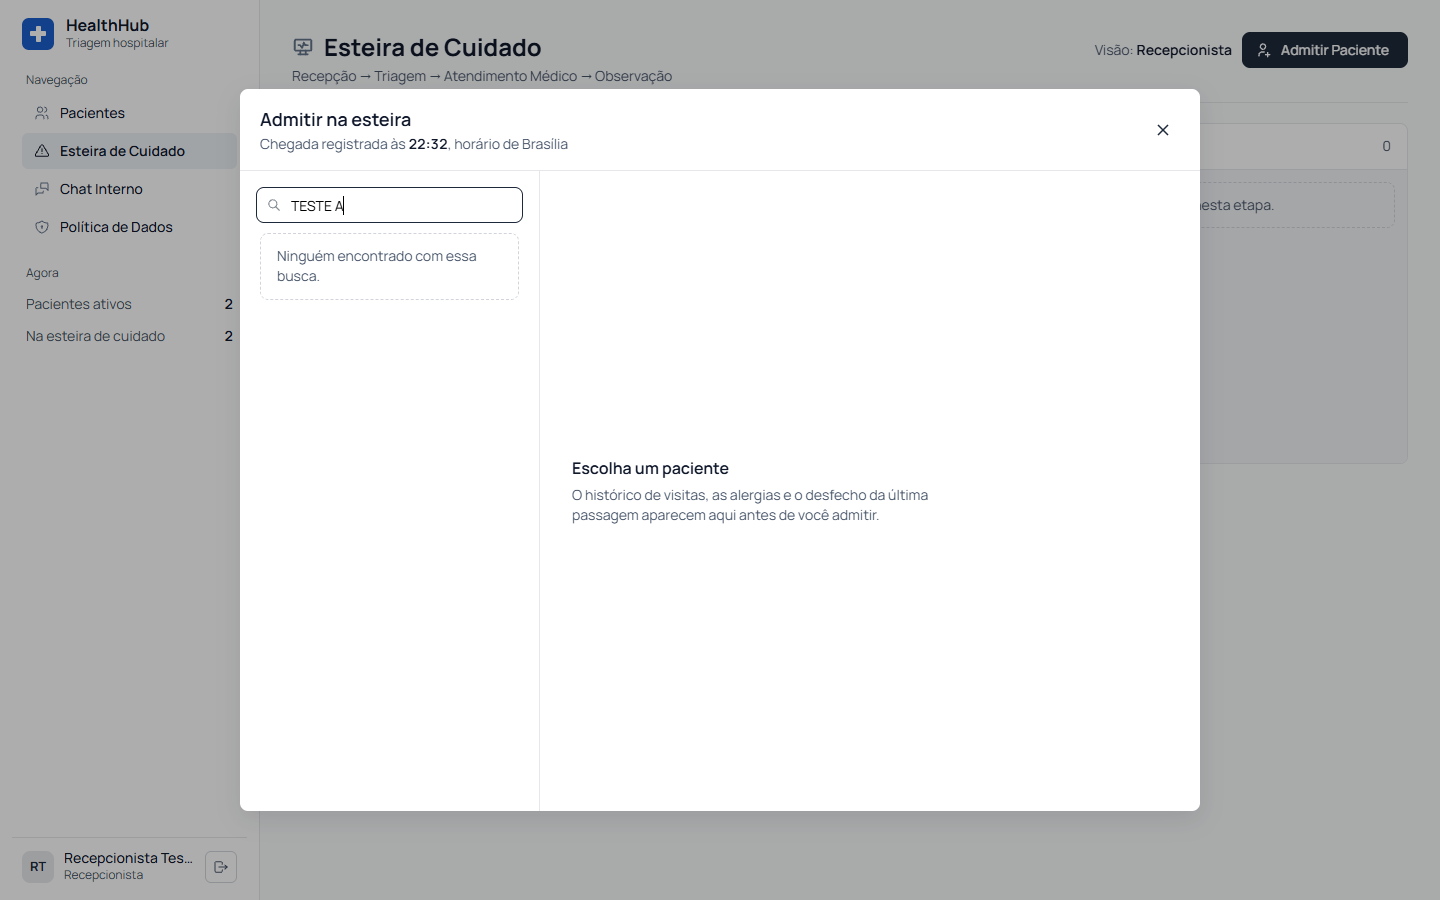 HealthHub
Triagem hospitalar
Navegação
Pacientes
Esteira de Cuidado
Chat Interno
Política de Dados
Agora
Pacientes ativos 2
Na esteira de cuidado 2
RT
Recepcionista Tes...
Recepcionista
Esteira de Cuidado
Recepção → Triagem → Atendimento Médico → Observação
Visão: Recepcionista
Admitir Paciente
0
nesta etapa.
Admitir na esteira
Chegada registrada às 22:32, horário de Brasília
TESTE A
Ninguém encontrado com essa
busca.
Escolha um paciente
O histórico de visitas, as alergias e o desfecho da última
passagem aparecem aqui antes de você admitir.